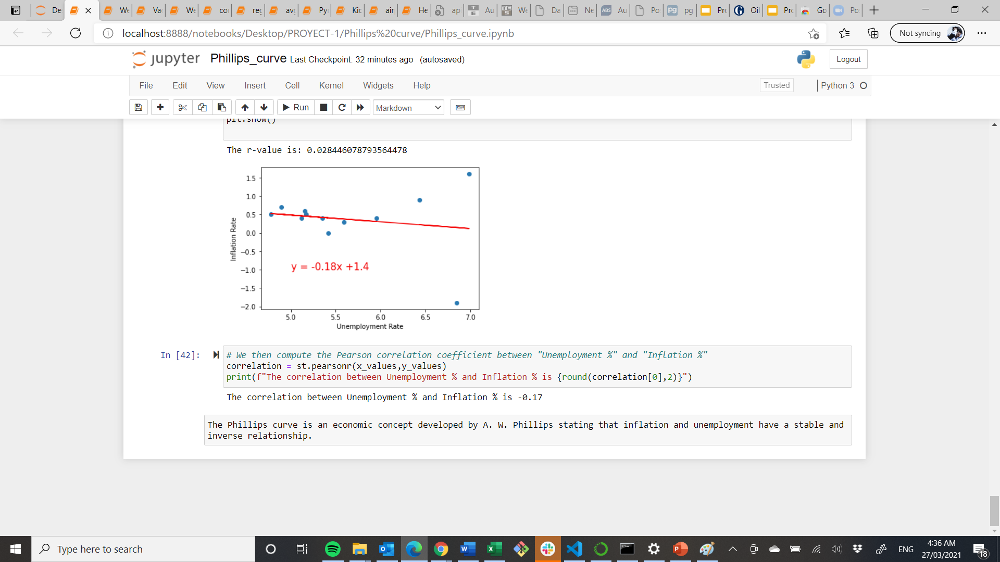 De
We
Va
We
co
reg
avg
Py
Kic
air
He
ap
Au
We
Da
Ne
Au
Po
pg
Pro
Oil
Pro
Go
Po
localhost:8888/notebooks/Desktop/PROYECT-1/Phillips%20curve/Phillips_curve.ipynb
Not syncing
jupyter Phillips_curve Last Checkpoint: 32 minutes ago (autosaved)
Logout
File Edit View Insert Cell Kernel Widgets Help
Trusted
Python 3
Run
Markdown
plt.show()
The r-value is: 0.028446078793564478
1.5
1.0
0.5
0.0
−0.5
−1.0
−1.5
−2.0
Inflation Rate
y = -0.18x +1.4
5.0 5.5 6.0 6.5 7.0
Unemployment Rate
In [42]:
# We then compute the Pearson correlation coefficient between "Unemployment %" and "Inflation %"
correlation = st.pearsonr(x_values,y_values)
print(f"The correlation between Unemployment % and Inflation % is {round(correlation[0],2)}")
The correlation between Unemployment % and Inflation % is -0.17
The Phillips curve is an economic concept developed by A. W. Phillips stating that inflation and unemployment have a stable and
inverse relationship.
Type here to search
ENG
4:36 AM
27/03/2021
18